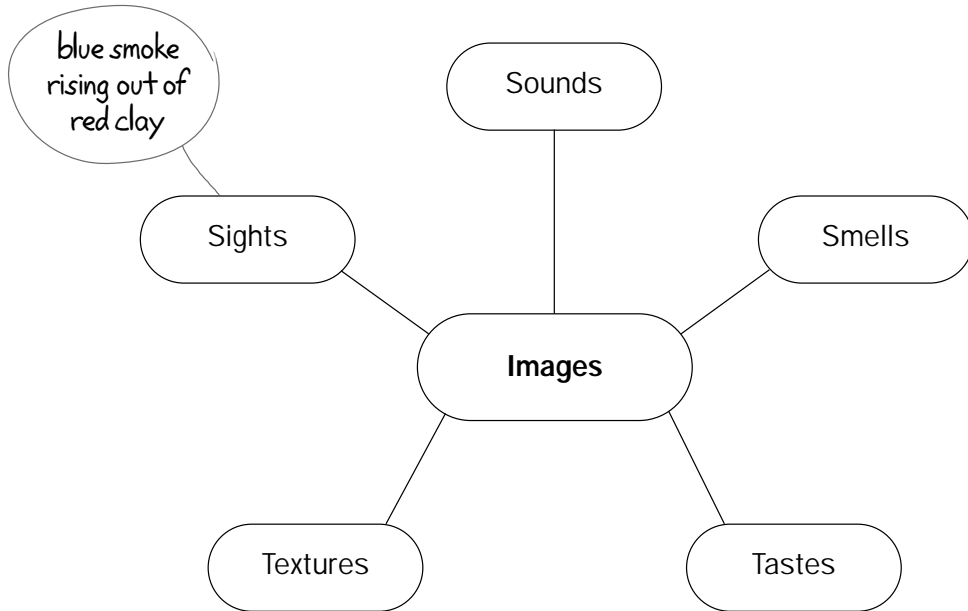 blue smoke
rising out of
red clay
Sounds
Sights
Smells
Images
Textures
Tastes